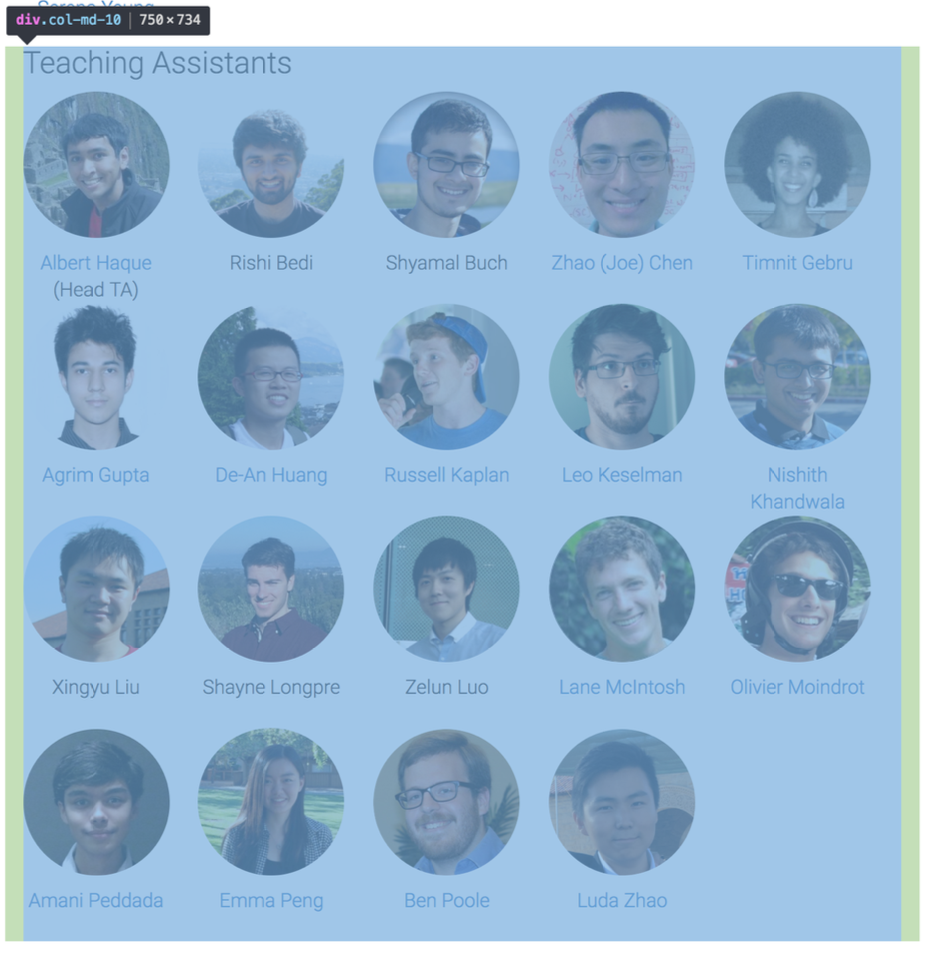 Serena Yeung
div.col-md-10 | 750×734
Teaching Assistants
Albert Haque Rishi Bedi Shyamal Buch Zhao (Joe) Chen Timnit Gebru
(Head TA)
Agrim Gupta De-An Huang Russell Kaplan Leo Keselman Nishith
Khandwala
Xingyu Liu Shayne Longpre Zelun Luo Lane McIntosh Olivier Moindrot
Amani Peddada Emma Peng Ben Poole Luda Zhao